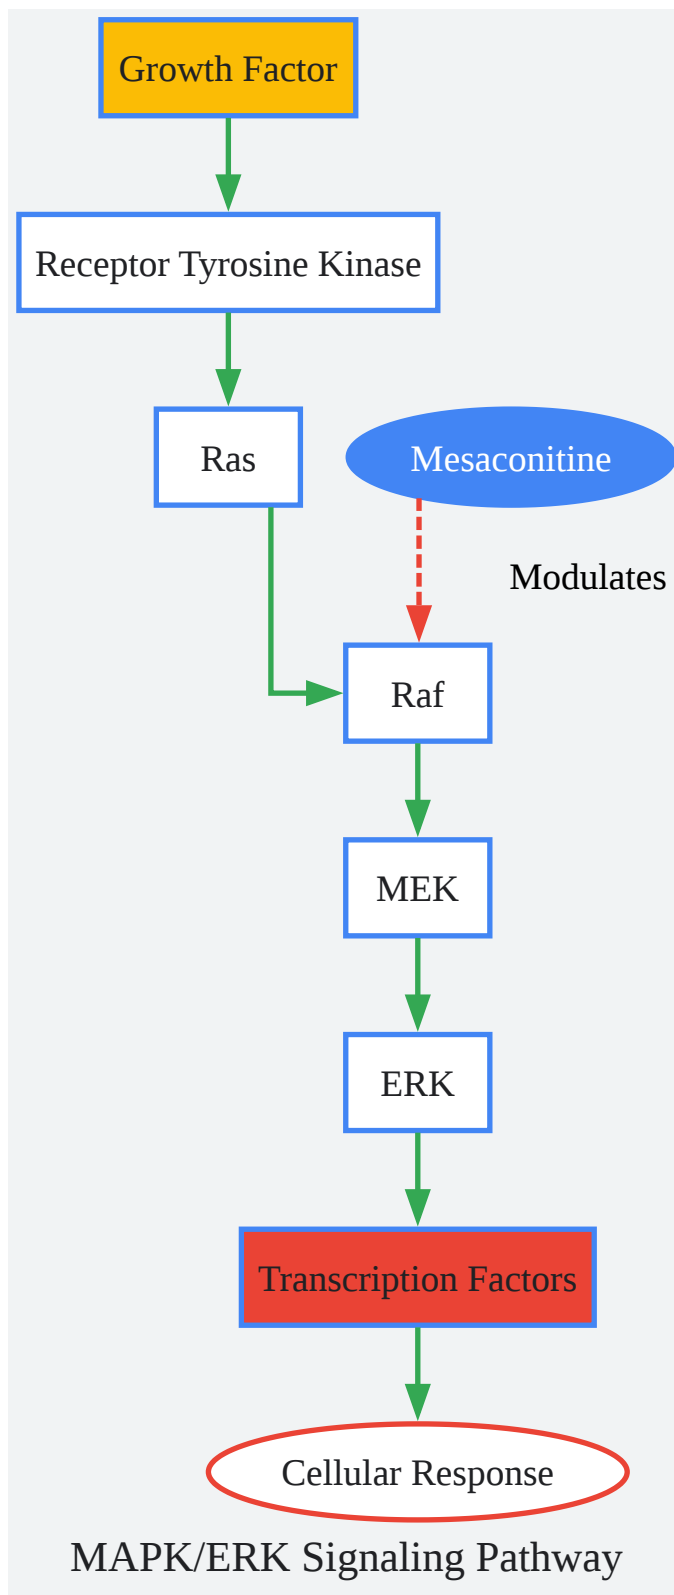 Growth Factor
Receptor Tyrosine Kinase
Ras
Mesaconitine
Modulates
Raf
MEK
ERK
Transcription Factors
Cellular Response
MAPK/ERK Signaling Pathway